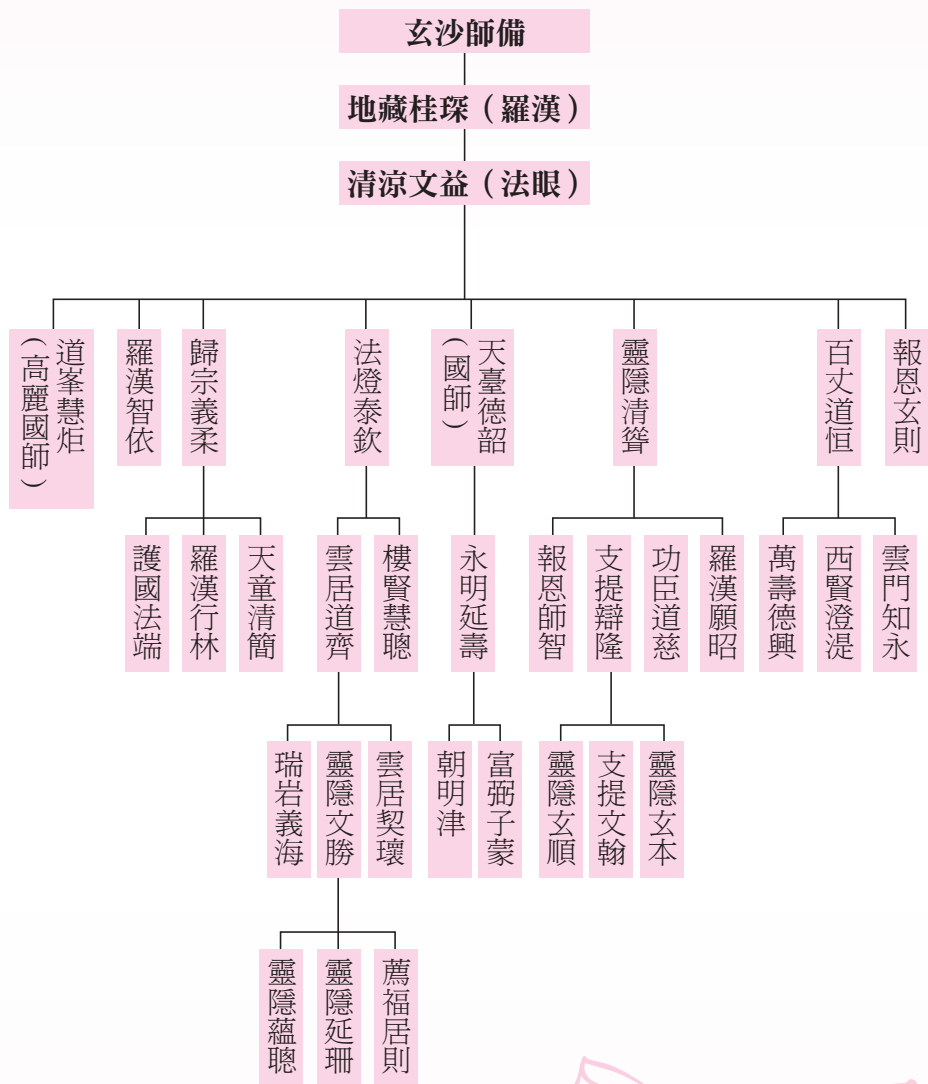 玄沙師備
地藏桂琛（羅漢）
清涼文益（法眼）
報恩玄則
百丈道恒
靈隱清聳
天臺德韶
（國師）
法燈泰欽
歸宗義柔
羅漢智依
道峯慧炬
（高麗國師）
雲門知永
西賢澄湜
萬壽德興
羅漢願昭
功臣道慈
支提辯隆
報恩師智
永明延壽
樓賢慧聰
雲居道齊
天童清簡
羅漢行林
護國法端
靈隱玄本
支提文翰
靈隱玄順
富弼子蒙
朝明津
雲居契瓌
靈隱文勝
瑞岩義海
薦福居則
靈隱延珊
靈隱蘊聰